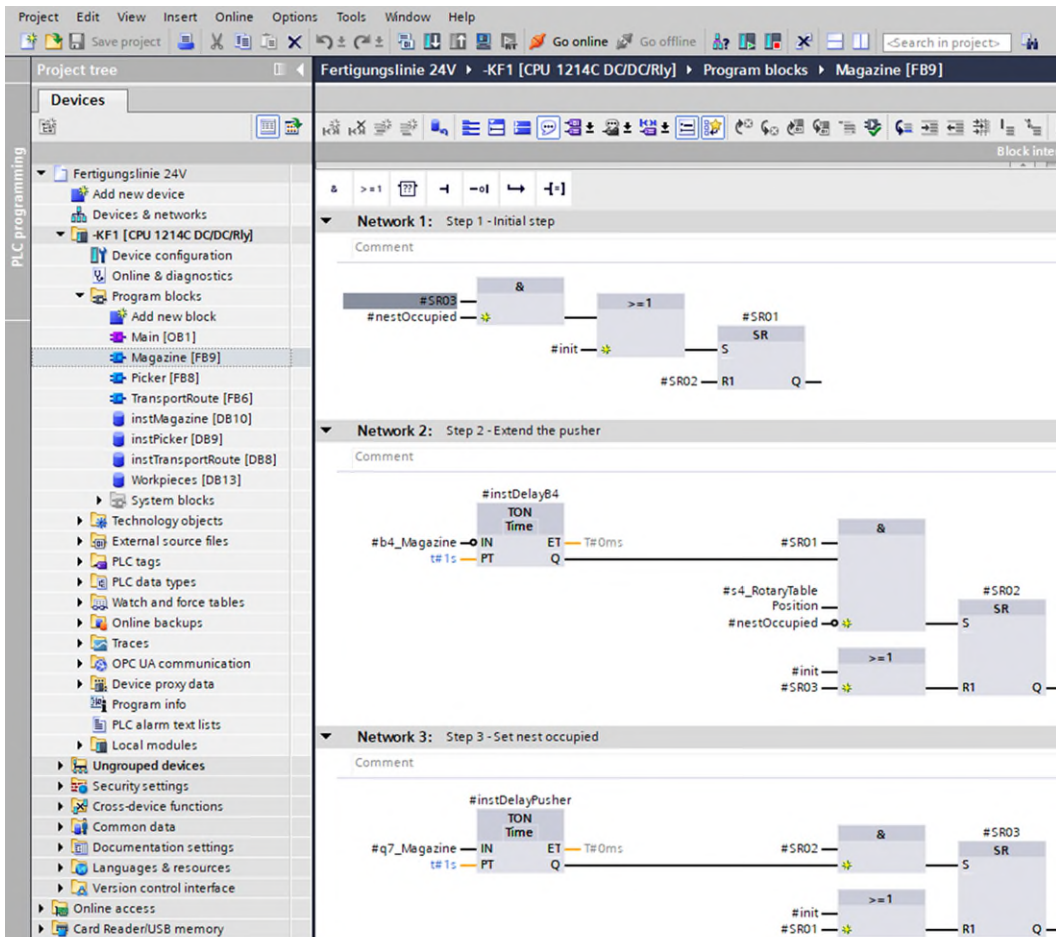 Project Edit View Insert Online Options Tools Window Help
Save project Go online Go offline <Search in project>
Project tree
Fertigungslinie 24V ▸ -KF1 [CPU 1214C DC/DC/Rly] ▸ Program blocks ▸ Magazine [FB9]
Devices
PLC programming
Block inte
Fertigungslinie 24V
Add new device
Devices & networks
-KF1 [CPU 1214C DC/DC/Rly]
Device configuration
Online & diagnostics
Program blocks
Add new block
Main [OB1]
Magazine [FB9]
Picker [FB8]
TransportRoute [FB6]
instMagazine [DB10]
instPicker [DB9]
instTransportRoute [DB8]
Workpieces [DB13]
System blocks
Technology objects
External source files
PLC tags
PLC data types
Watch and force tables
Online backups
Traces
OPC UA communication
Device proxy data
Program info
PLC alarm text lists
Local modules
Ungrouped devices
Security settings
Cross-device functions
Common data
Documentation settings
Languages & resources
Version control interface
Online access
Card Reader/USB memory
& >=1 ??
Network 1: Step 1 - Initial step
Comment
&
#SR03
#nestOccupied
>=1
#init
#SR01
SR
S
#SR02 R1 Q
Network 2: Step 2 - Extend the pusher
Comment
#instDelayB4
TON
Time
#b4_Magazine IN ET T#0ms
t#1s PT Q
&
#SR01
#s4_RotaryTable
Position
#nestOccupied
#SR02
SR
S
>=1
#init
#SR03
R1 Q
Network 3: Step 3 - Set nest occupied
Comment
#instDelayPusher
TON
Time
#q7_Magazine IN ET T#0ms
t#1s PT Q
&
#SR02
#SR03
SR
S
>=1
#init
#SR01
R1 Q